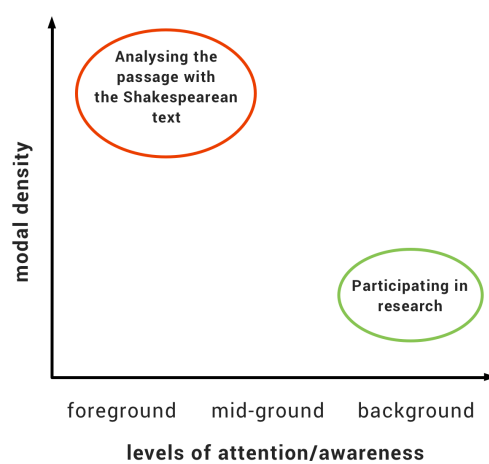 Analysing the
passage with
the Shakespearean
text
modal density
Participating in
research
foreground mid-ground background
levels of attention/awareness